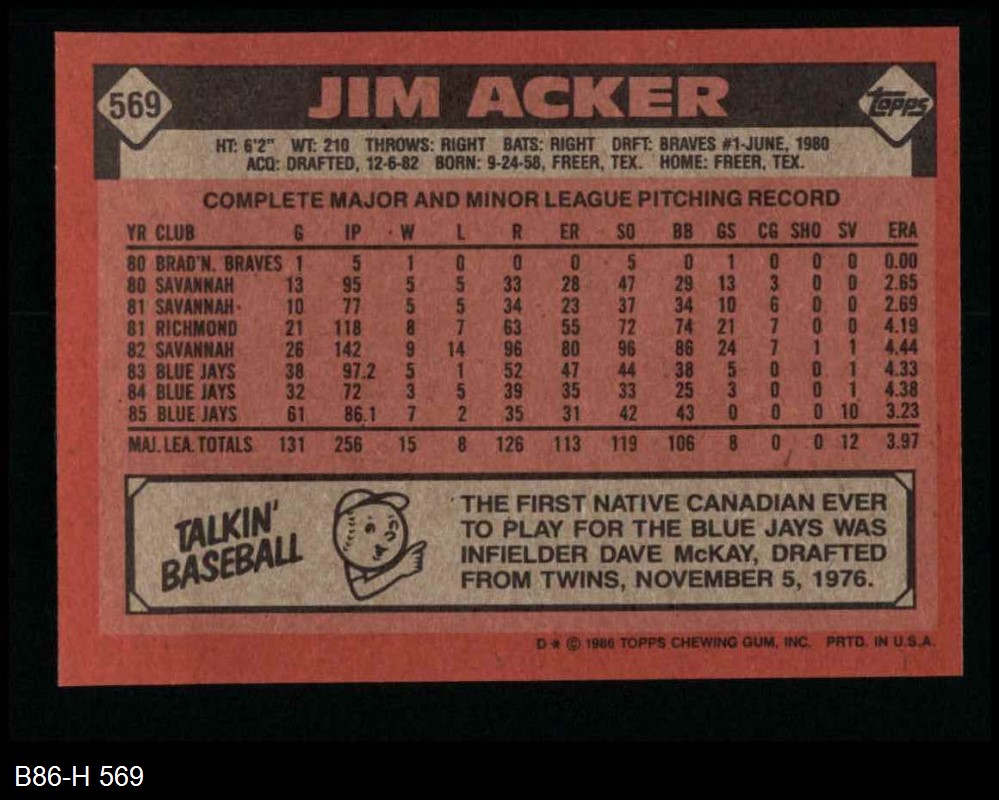 569
JIM ACKER
topps
HT: 6'2" WT: 210 THROWS: RIGHT BATS: RIGHT DRFT: BRAVES #1-JUNE, 1980
ACQ: DRAFTED, 12-6-82 BORN: 9-24-58, FREER, TEX. HOME: FREER, TEX.
COMPLETE MAJOR AND MINOR LEAGUE PITCHING RECORD
YR CLUB G IP W L R ER SO BB GS CG SHO SV ERA
80 BRAD'N. BRAVES 1 5 1 0 0 0 5 0 1 0 0 0 0.00
80 SAVANNAH 13 95 5 5 33 28 47 29 13 3 0 0 2.65
81 SAVANNAH 10 77 5 5 34 23 37 34 10 6 0 0 2.69
81 RICHMOND 21 118 8 7 63 55 72 74 21 7 0 0 4.19
82 SAVANNAH 26 142 9 14 96 80 96 86 24 7 1 1 4.44
83 BLUE JAYS 38 97.2 5 1 52 47 44 38 5 0 0 1 4.33
84 BLUE JAYS 32 72 3 5 39 35 33 25 3 0 0 1 4.38
85 BLUE JAYS 61 86.1 7 2 35 31 42 43 0 0 0 10 3.23
MAJ. LEA. TOTALS 131 256 15 8 126 113 119 106 8 0 0 12 3.97
TALKIN'
BASEBALL
THE FIRST NATIVE CANADIAN EVER
TO PLAY FOR THE BLUE JAYS WAS
INFIELDER DAVE McKAY, DRAFTED
FROM TWINS, NOVEMBER 5, 1976.
D * © 1986 TOPPS CHEWING GUM, INC. PRTD. IN U.S.A.
B86-H 569